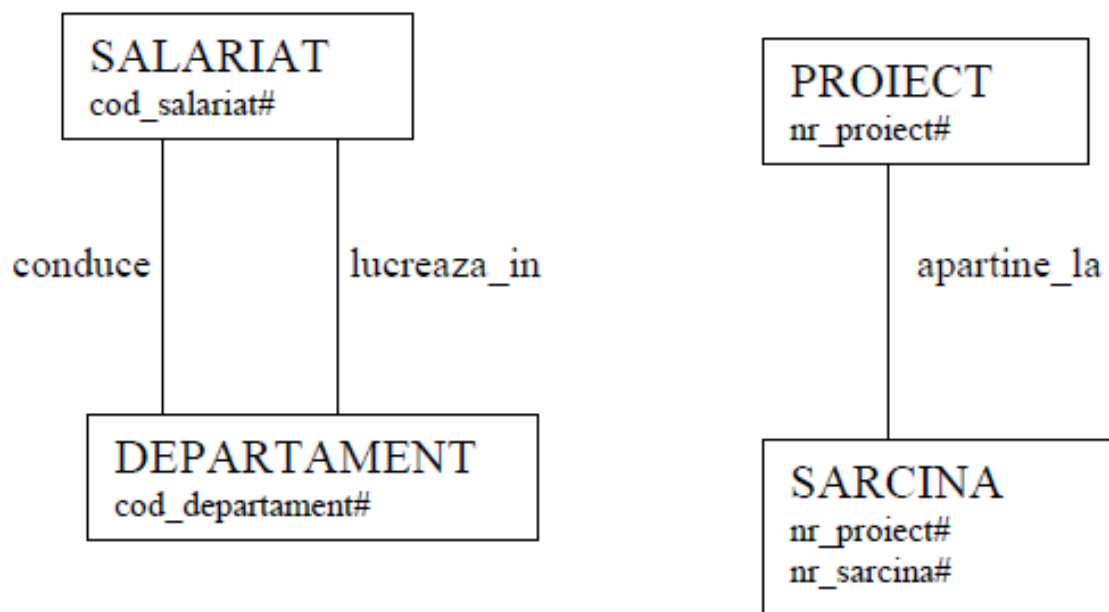 SALARIAT
cod_salariat#
PROIECT
nr_proiect#
conduce
lucreaza_in
apartine_la
DEPARTAMENT
cod_departament#
SARCINA
nr_proiect#
nr_sarcina#